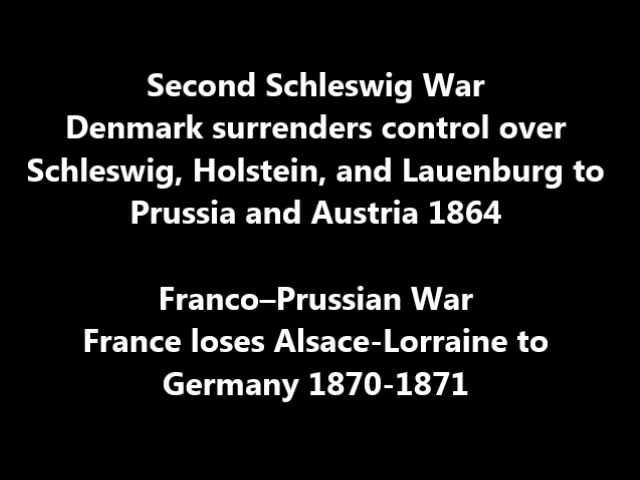 Second Schleswig War
Denmark surrenders control over
Schleswig, Holstein, and Lauenburg to
Prussia and Austria 1864
Franco–Prussian War
France loses Alsace-Lorraine to
Germany 1870-1871